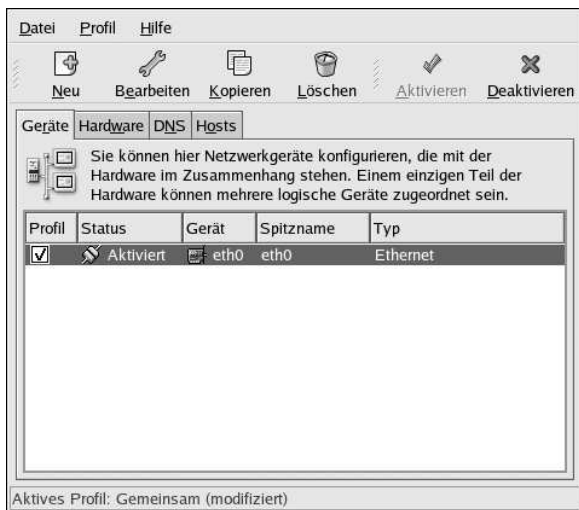 Datei Profil Hilfe
Neu Bearbeiten Kopieren Löschen Aktivieren Deaktivieren
Geräte Hardware DNS Hosts
Sie können hier Netzwerkgeräte konfigurieren, die mit der
Hardware im Zusammenhang stehen. Einem einzigen Teil der
Hardware können mehrere logische Geräte zugeordnet sein.
Profil Status Gerät Spitzname Typ
Aktiviert eth0 eth0 Ethernet
Aktives Profil: Gemeinsam (modifiziert)